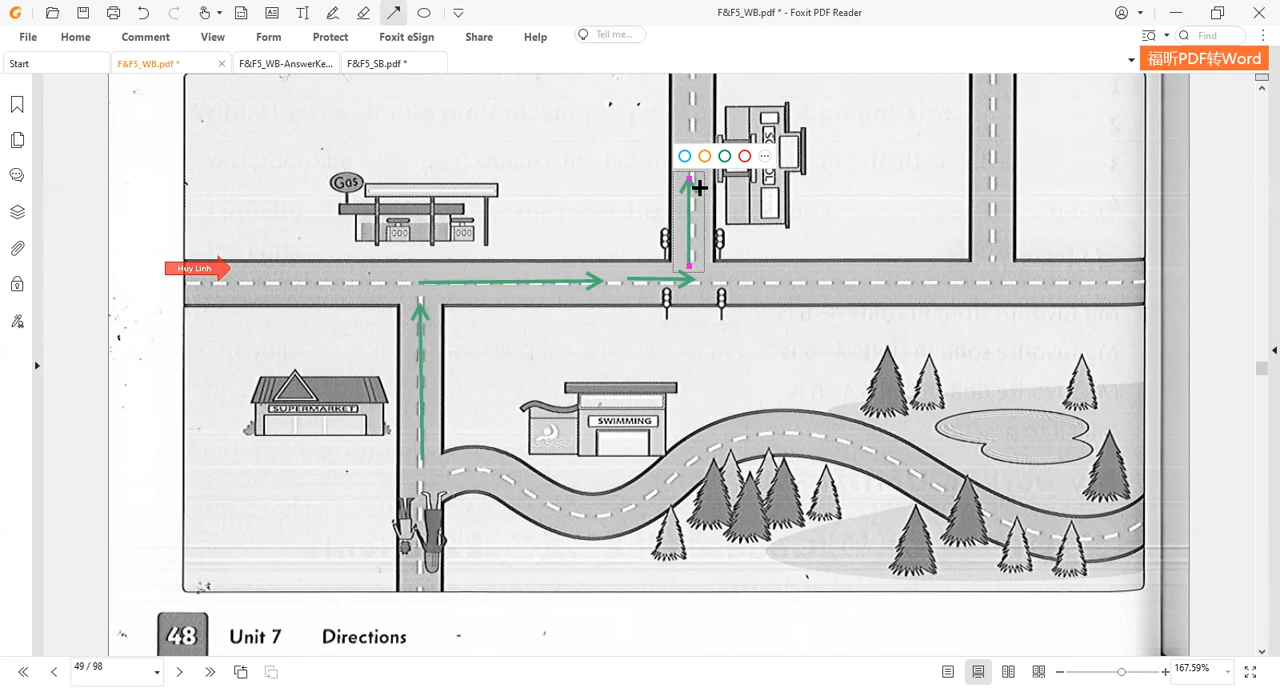 F&F5_WB.pdf * - Foxit PDF Reader
File Home Comment View Form Protect Foxit eSign Share Help Tell me... Find
Start F&F5_WB.pdf * F&F5_WB-AnswerKe... F&F5_SB.pdf *
福昕PDF转Word
Gas
SCHOOL
Huy Linh
SUPERMARKET
SWIMMING
48 Unit 7 Directions
49 / 98
167.59%